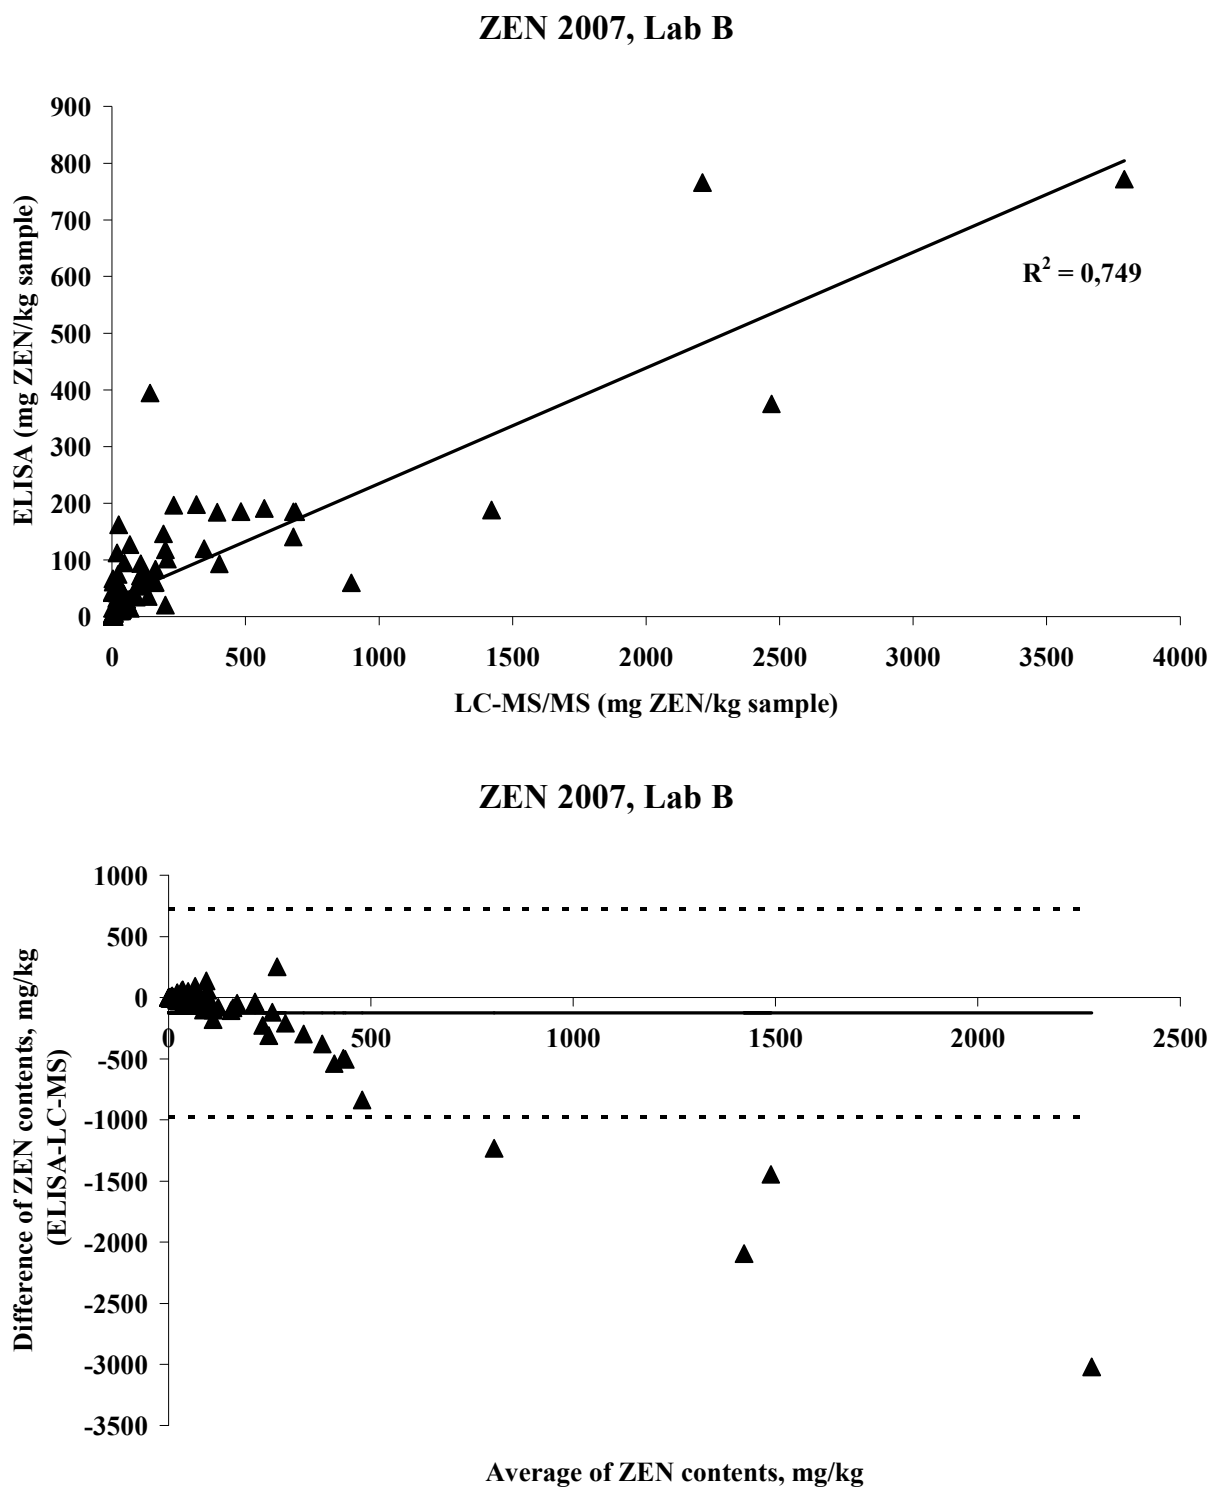 ZEN 2007, Lab B
900
800
700
600
500
400
300
200
100
0
ELISA (mg ZEN/kg sample)
R² = 0,749
0 500 1000 1500 2000 2500 3000 3500 4000
LC-MS/MS (mg ZEN/kg sample)
ZEN 2007, Lab B
1000
500
0
-500
-1000
-1500
-2000
-2500
-3000
-3500
Difference of ZEN contents, mg/kg
(ELISA-LC-MS)
0 500 1000 1500 2000 2500
Average of ZEN contents, mg/kg